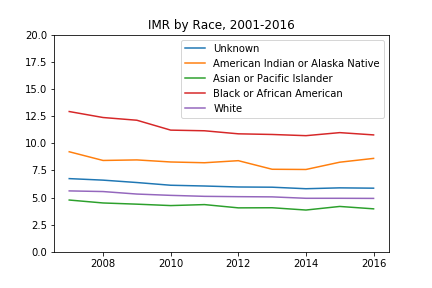 IMR by Race, 2001-2016
20.0
17.5
15.0
12.5
10.0
7.5
5.0
2.5
0.0
Unknown
American Indian or Alaska Native
Asian or Pacific Islander
Black or African American
White
2008
2010
2012
2014
2016